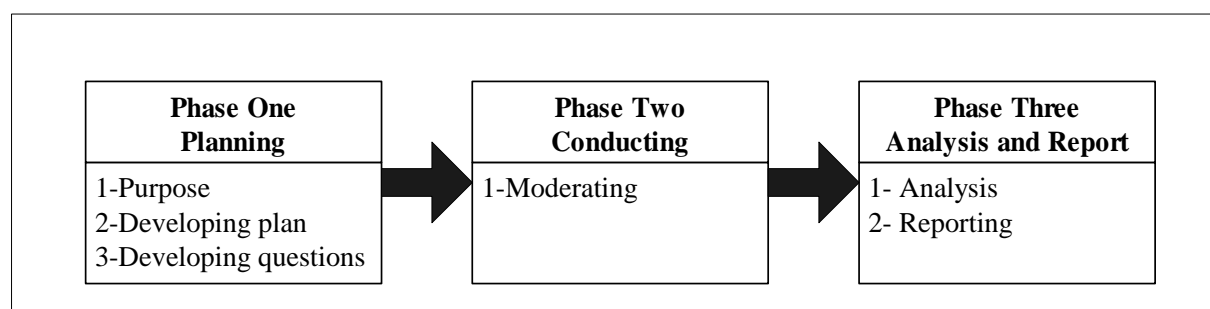 Phase One
Planning
1-Purpose
2-Developing plan
3-Developing questions
Phase Two
Conducting
1-Moderating
Phase Three
Analysis and Report
1- Analysis
2- Reporting